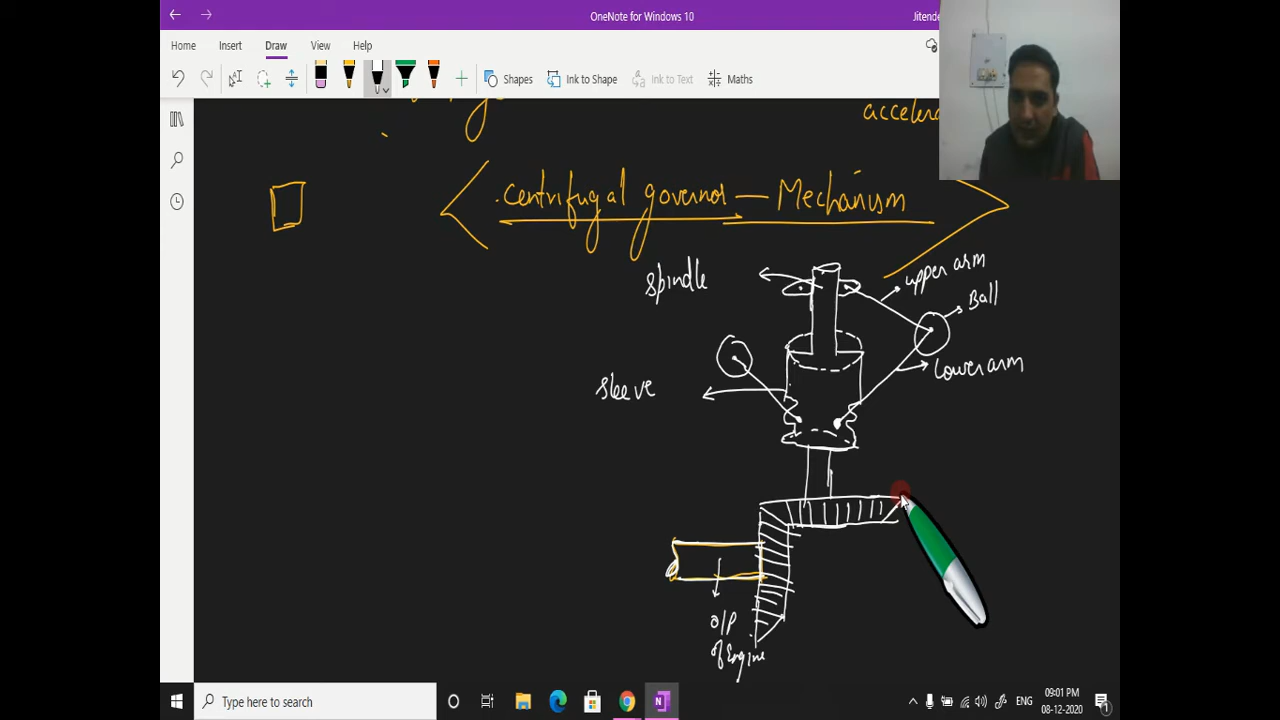 OneNote for Windows 10
Jitende
Home Insert Draw View Help
Shapes Ink to Shape Ink to Text Maths
accelera
Centrifugal governor — Mechanism
spindle
upper arm
Ball
lower arm
sleeve
O/P
of Engine
Type here to search
ENG
09:01 PM
08-12-2020